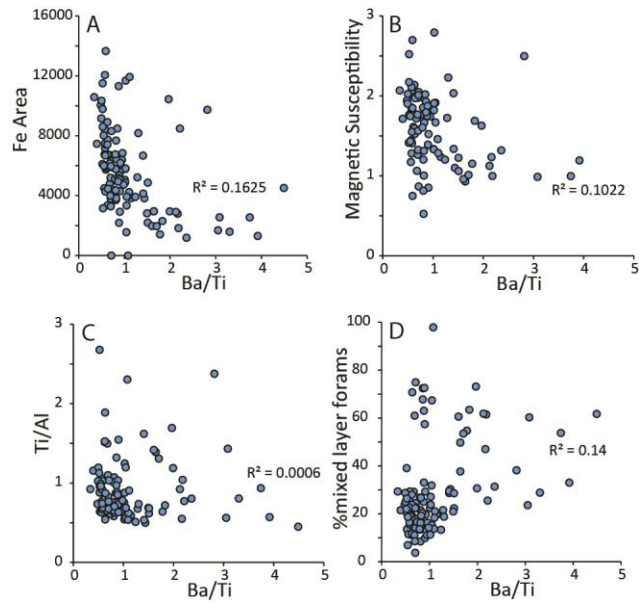 A
16000
12000
8000
4000
0
Fe Area
R² = 0.1625
0 1 2 3 4 5
Ba/Ti
B
3
2
1
0
Magnetic Susceptibility
R² = 0.1022
0 1 2 3 4 5
Ba/Ti
C
3
2
1
0
Ti/Al
R² = 0.0006
0 1 2 3 4 5
Ba/Ti
D
100
80
60
40
20
0
%mixed layer forams
R² = 0.14
0 1 2 3 4 5
Ba/Ti